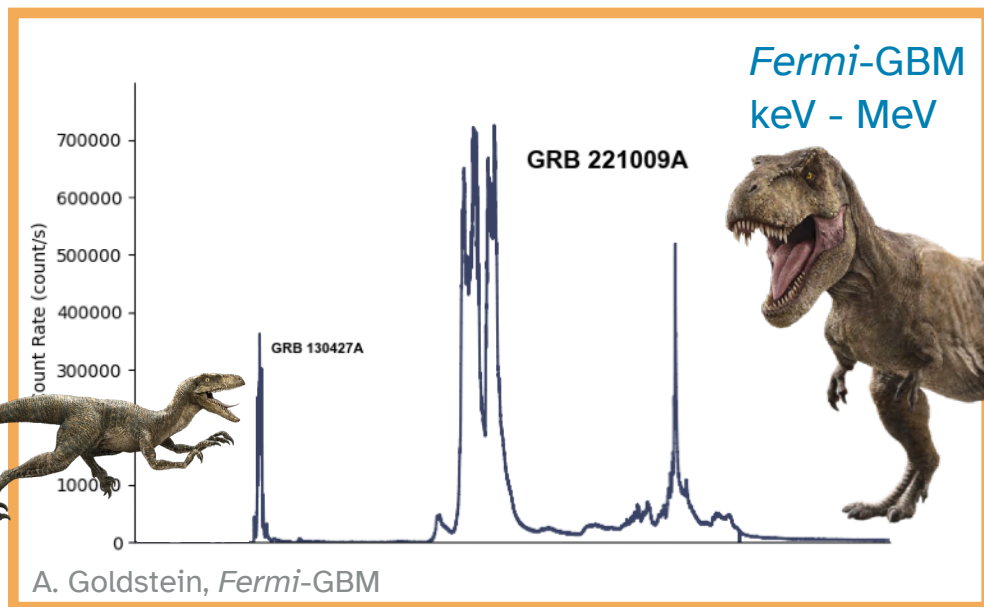 Fermi-GBM
keV - MeV
700000
600000
500000
400000
300000
100000
0
ount Rate (count/s)
GRB 221009A
GRB 130427A
A. Goldstein, Fermi-GBM